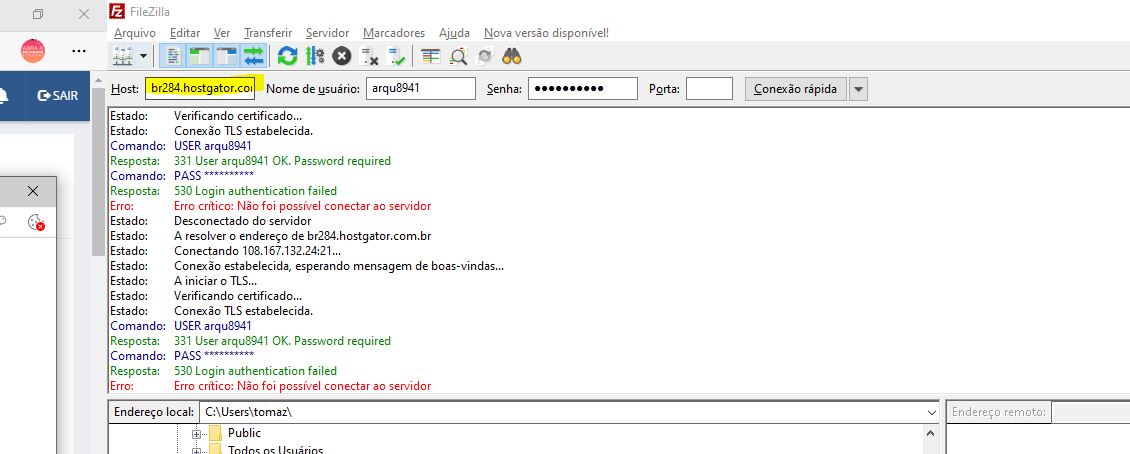 FileZilla
Arquivo Editar Ver Transferir Servidor Marcadores Ajuda Nova versão disponível!
SAIR
Host: br284.hostgator.co Nome de usuário: arqu8941 Senha: ●●●●●●●●●● Porta: Conexão rápida
Estado: Verificando certificado...
Estado: Conexão TLS estabelecida.
Comando: USER arqu8941
Resposta: 331 User arqu8941 OK. Password required
Comando: PASS **********
Resposta: 530 Login authentication failed
Erro: Erro crítico: Não foi possível conectar ao servidor
Estado: Desconectado do servidor
Estado: A resolver o endereço de br284.hostgator.com.br
Estado: Conectando 108.167.132.24:21...
Estado: Conexão estabelecida, esperando mensagem de boas-vindas...
Estado: A iniciar o TLS...
Estado: Verificando certificado...
Estado: Conexão TLS estabelecida.
Comando: USER arqu8941
Resposta: 331 User arqu8941 OK. Password required
Comando: PASS **********
Resposta: 530 Login authentication failed
Erro: Erro crítico: Não foi possível conectar ao servidor
Endereço local: C:\Users\tomaz\ Endereço remoto:
Public
Todos os Usuários